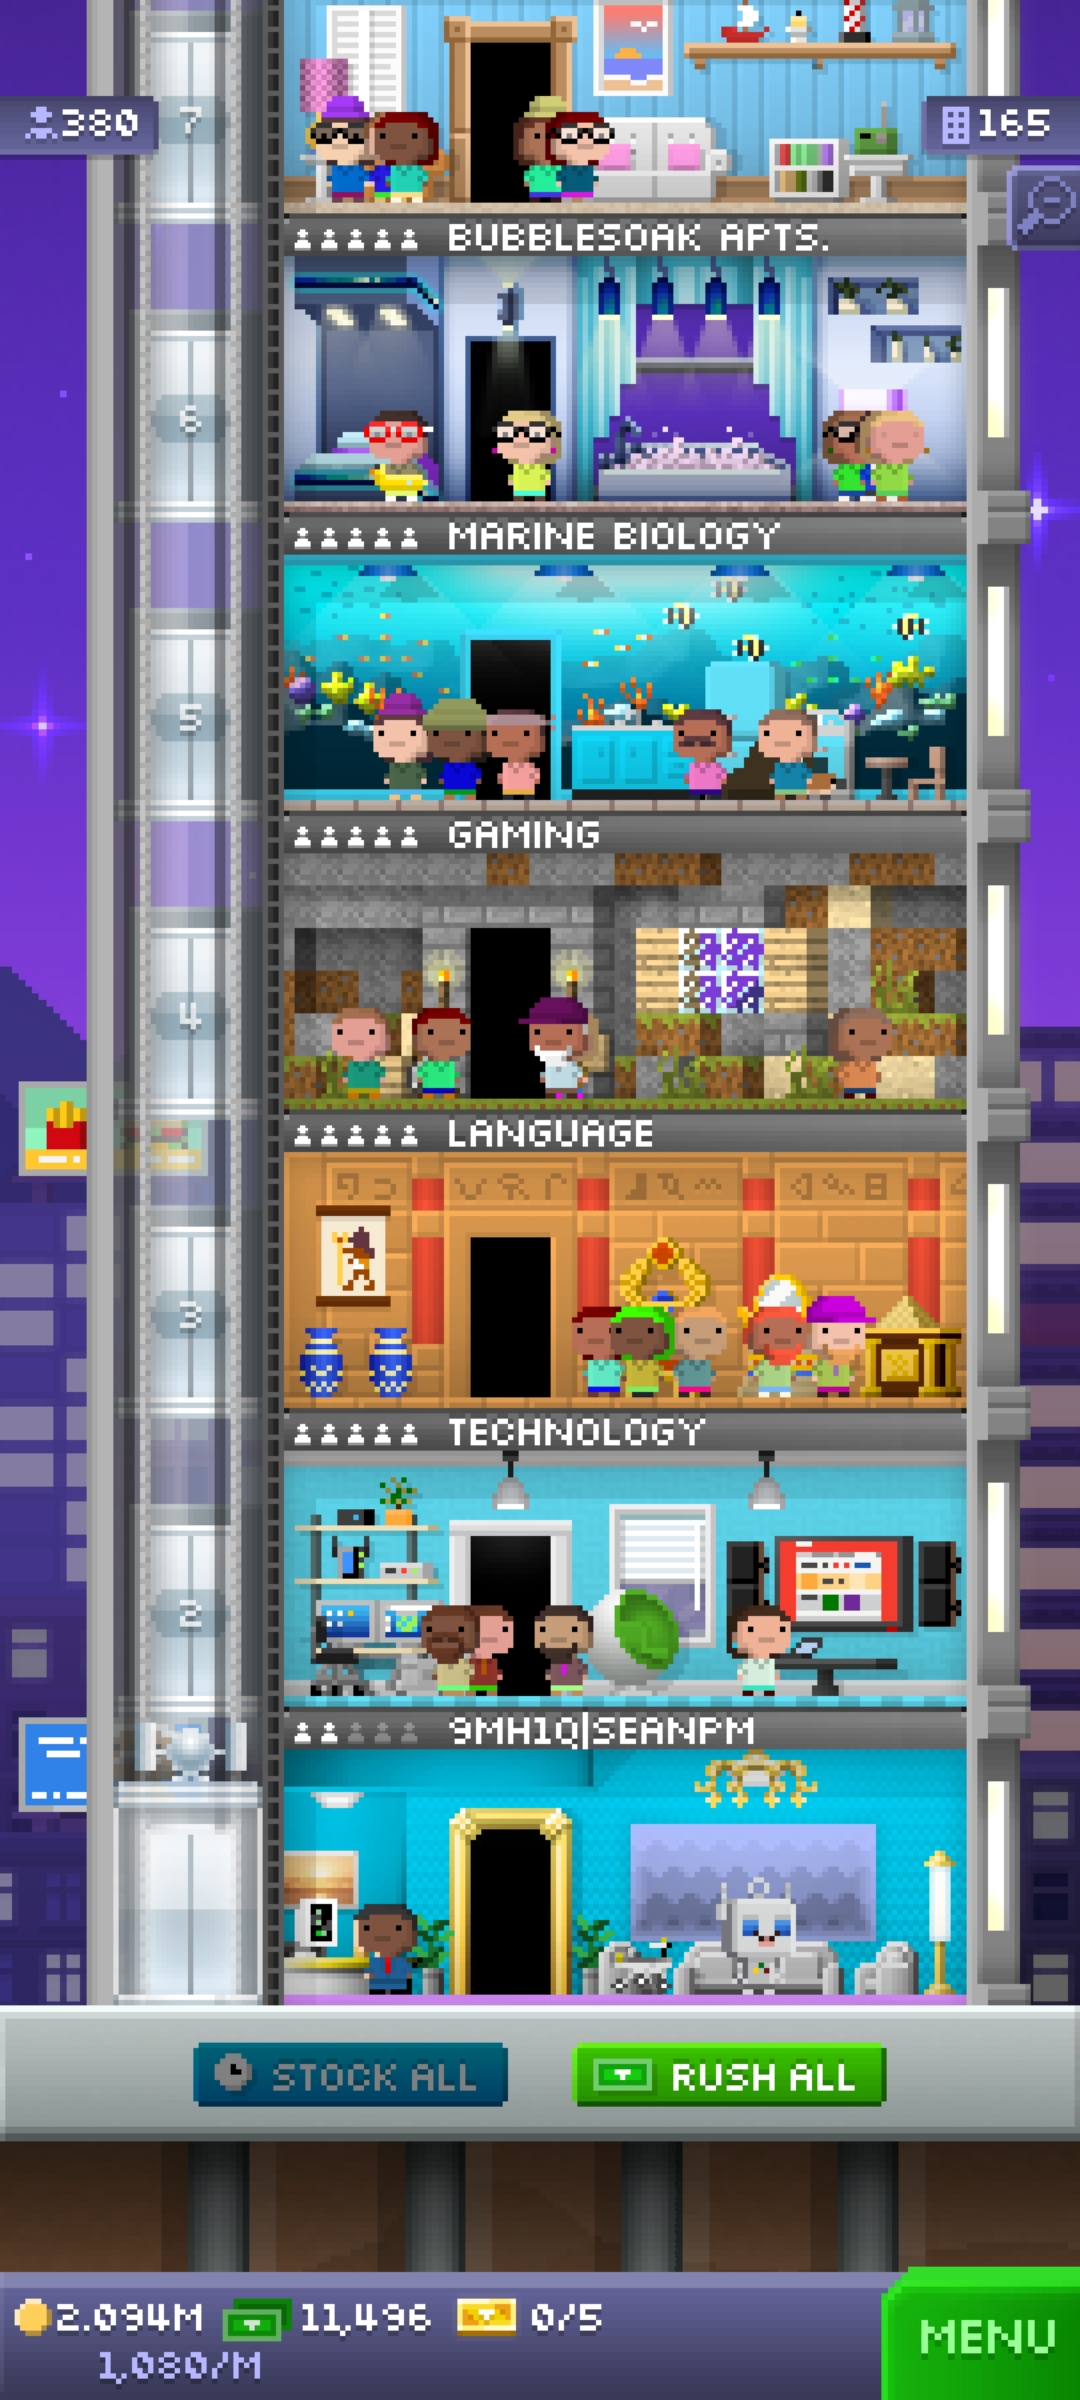 7
380
165
BUBBLESOAK APTS.
6
MARINE BIOLOGY
5
GAMING
4
LANGUAGE
3
TECHNOLOGY
2
9MH1Q|SEANPM
STOCK ALL
RUSH ALL
2.094M 11,496 0/5
1,080/M
MENU